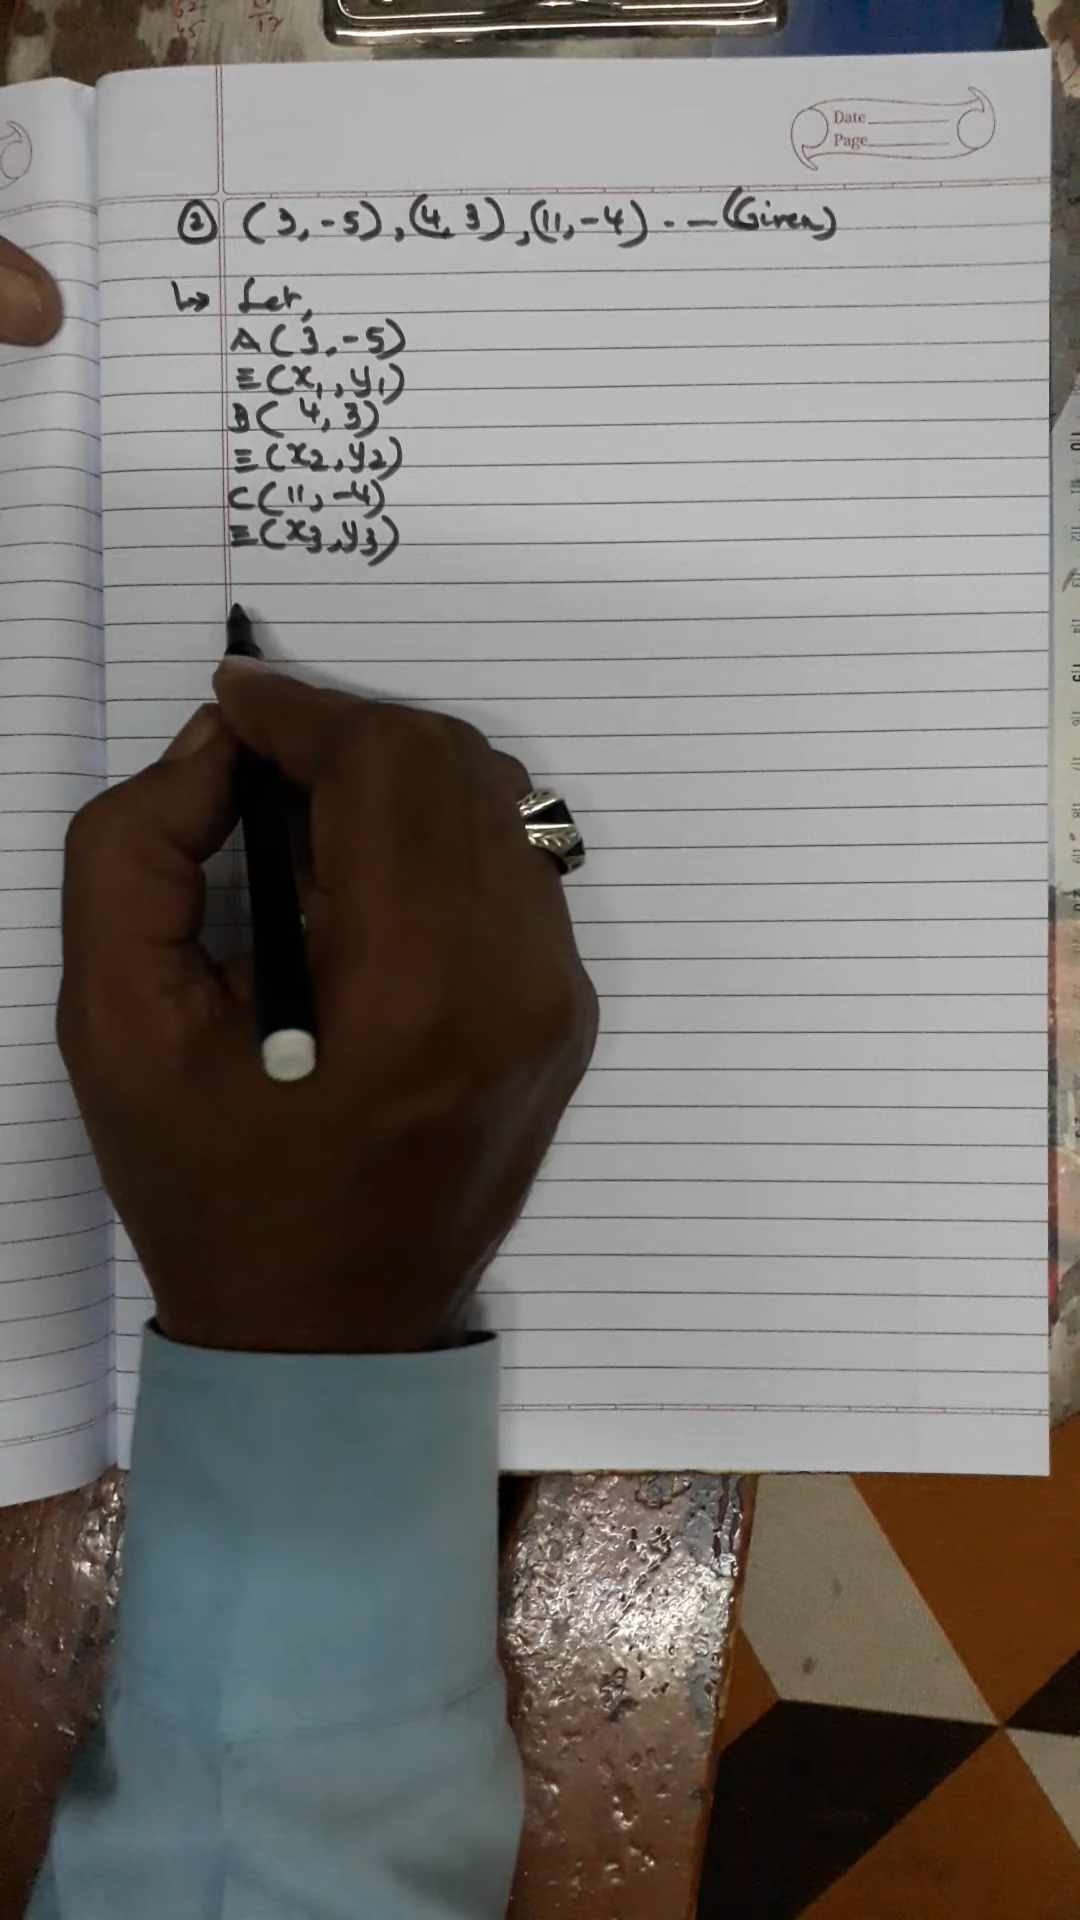 Date
Page
② (3, -5), (4, 3), (11, -4) - - (Given)
↳ Let,
A(3, -5)
≡(x₁, y₁)
B(4, 3)
≡(x₂, y₂)
C(11, -4)
≡(x₃, y₃)